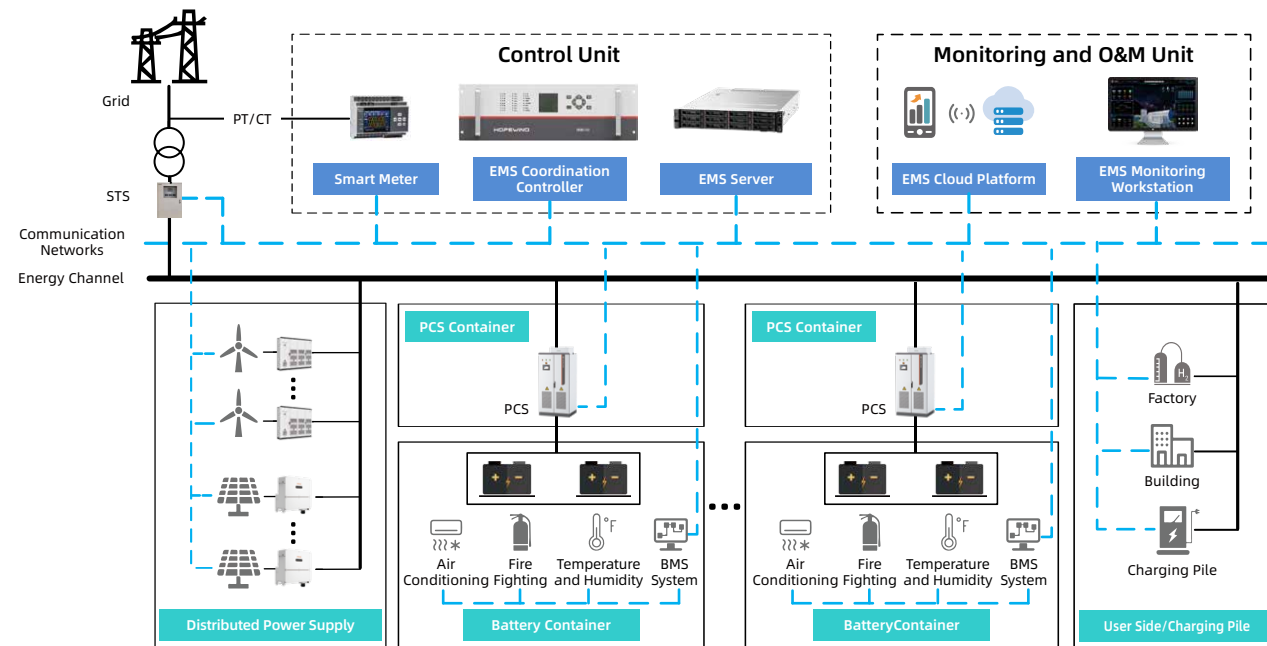 Control Unit
Monitoring and O&M Unit
Grid
PT/CT
HOPEWIND
Smart Meter
EMS Coordination
Controller
EMS Server
EMS Cloud Platform
EMS Monitoring
Workstation
STS
Communication
Networks
Energy Channel
PCS Container
PCS Container
PCS
PCS
H₂
Factory
Building
Charging Pile
°F
°F
Air
Conditioning
Fire
Fighting
Temperature
and Humidity
BMS
System
Air
Conditioning
Fire
Fighting
Temperature
and Humidity
BMS
System
Distributed Power Supply
Battery Container
BatteryContainer
User Side/Charging Pile